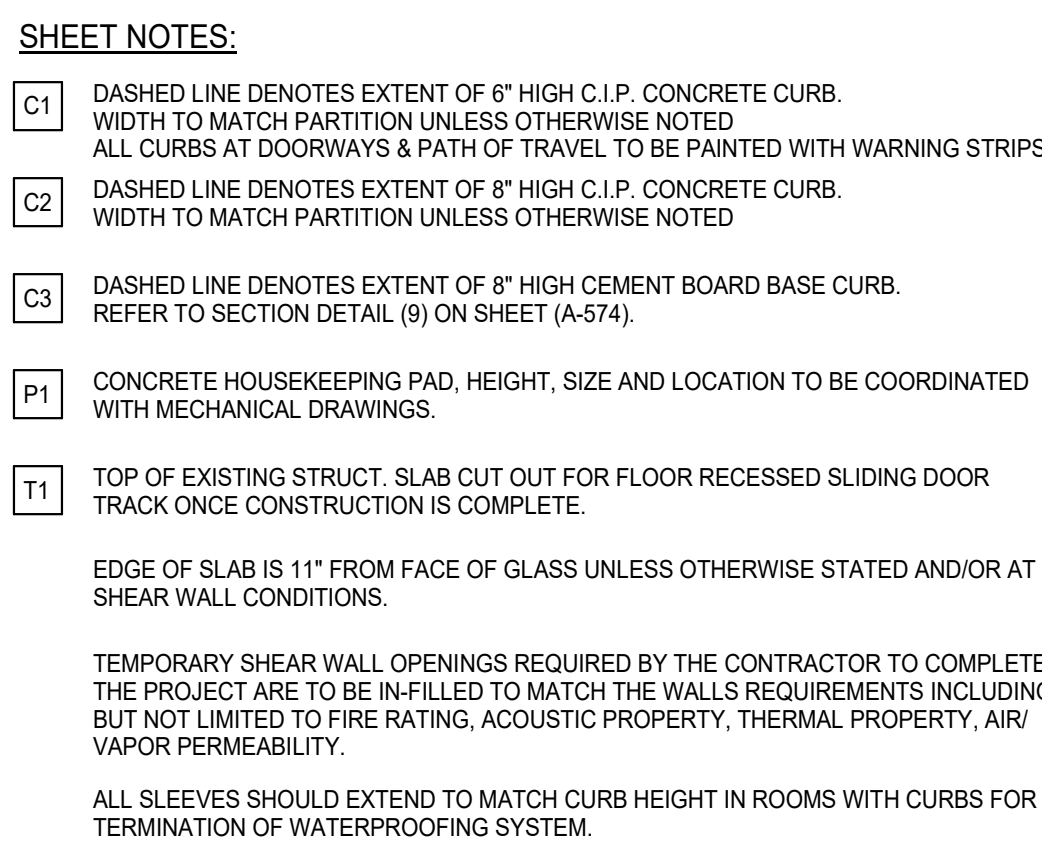 SHEET NOTES:
C1
DASHED LINE DENOTES EXTENT OF 6" HIGH C.I.P. CONCRETE CURB.
WIDTH TO MATCH PARTITION UNLESS OTHERWISE NOTED
ALL CURBS AT DOORWAYS & PATH OF TRAVEL TO BE PAINTED WITH WARNING STRIPS
C2
DASHED LINE DENOTES EXTENT OF 8" HIGH C.I.P. CONCRETE CURB.
WIDTH TO MATCH PARTITION UNLESS OTHERWISE NOTED
C3
DASHED LINE DENOTES EXTENT OF 8" HIGH CEMENT BOARD BASE CURB.
REFER TO SECTION DETAIL (9) ON SHEET (A-574).
P1
CONCRETE HOUSEKEEPING PAD, HEIGHT, SIZE AND LOCATION TO BE COORDINATED
WITH MECHANICAL DRAWINGS.
T1
TOP OF EXISTING STRUCT. SLAB CUT OUT FOR FLOOR RECESSED SLIDING DOOR
TRACK ONCE CONSTRUCTION IS COMPLETE.
EDGE OF SLAB IS 11" FROM FACE OF GLASS UNLESS OTHERWISE STATED AND/OR AT
SHEAR WALL CONDITIONS.
TEMPORARY SHEAR WALL OPENINGS REQUIRED BY THE CONTRACTOR TO COMPLETE
THE PROJECT ARE TO BE IN-FILLED TO MATCH THE WALLS REQUIREMENTS INCLUDING
BUT NOT LIMITED TO FIRE RATING, ACOUSTIC PROPERTY, THERMAL PROPERTY, AIR/
VAPOR PERMEABILITY.
ALL SLEEVES SHOULD EXTEND TO MATCH CURB HEIGHT IN ROOMS WITH CURBS FOR
TERMINATION OF WATERPROOFING SYSTEM.